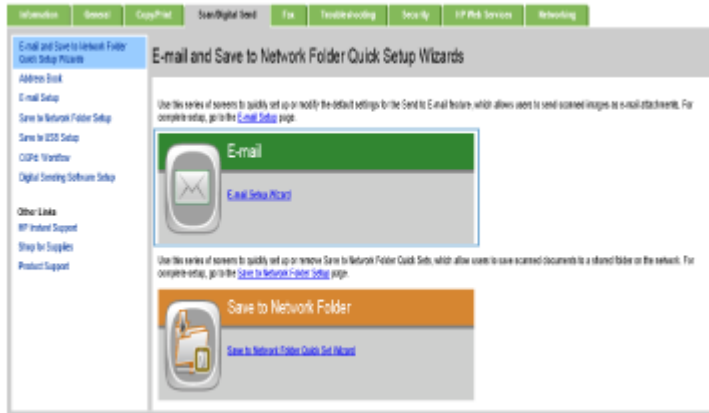 Information General Copy/Print Scan/Digital Send Fax Troubleshooting Security HP Web Services Networking
E-mail and Save to Network Folder
Quick Setup Wizards
Address Book
E-mail Setup
Save to Network Folder Setup
Save to USB Setup
Workflow
Digital Sending Software Setup
Other Links
HP Instant Support
Shop for Supplies
Product Support
E-mail and Save to Network Folder Quick Setup Wizards
Use this series of screens to quickly set up or modify the default settings for the Send to E-mail feature, which allows users to send scanned images as e-mail attachments. For
complete setup, go to the E-mail Setup page.
E-mail
E-mail Setup Wizard
Use this series of screens to quickly set up or remove Save to Network Folder Quick Sets, which allow users to save scanned documents to a shared folder on the network. For
complete setup, go to the Save to Network Folder Setup page.
Save to Network Folder
Save to Network Folder Quick Set Wizard